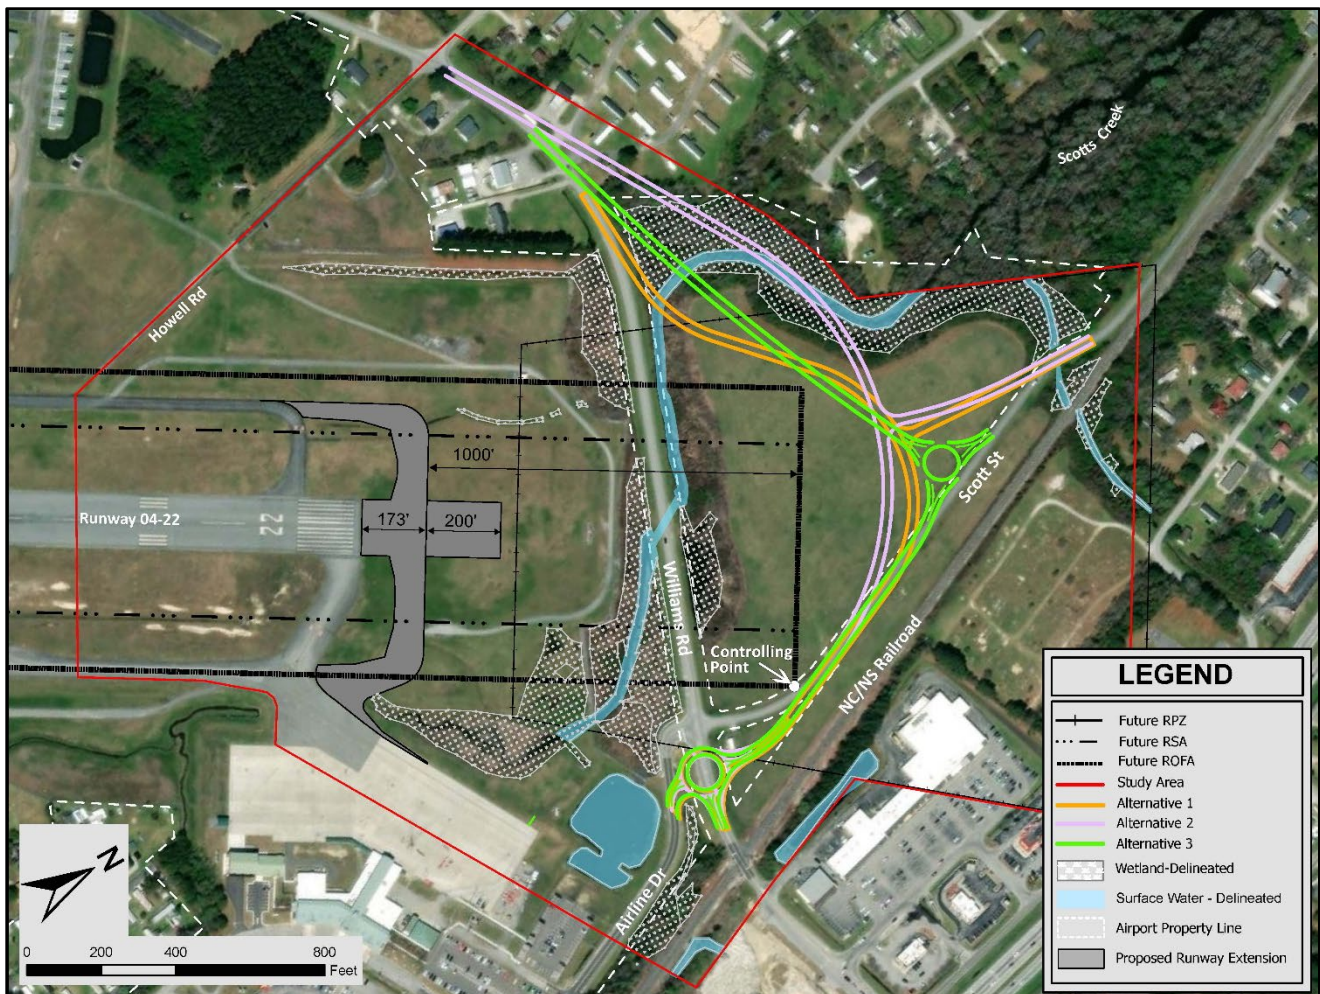 Scotts Creek
Howell Rd
1000'
Scott St
Runway 04-22
22
173'
200'
Williams Rd
Controlling
Point
NC/NS Railroad
Airline Dr
N
0 200 400 800
Feet
LEGEND
Future RPZ
Future RSA
Future ROFA
Study Area
Alternative 1
Alternative 2
Alternative 3
Wetland-Delineated
Surface Water - Delineated
Airport Property Line
Proposed Runway Extension